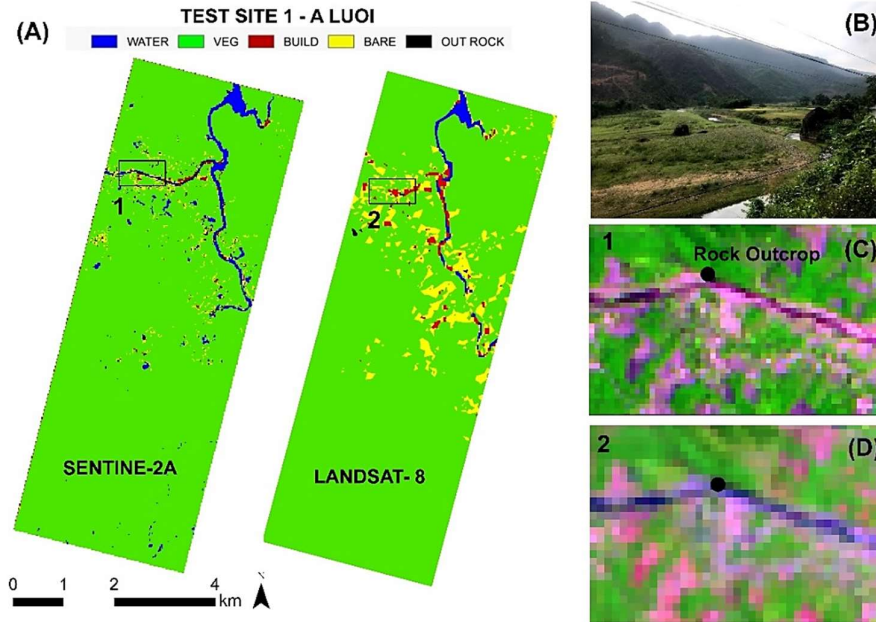 TEST SITE 1 - A LUOI
(A)
WATER VEG BUILD BARE OUT ROCK
1
2
SENTINE-2A
LANDSAT- 8
0 1 2 4
km
N
(B)
1
Rock Outcrop
(C)
2
(D)